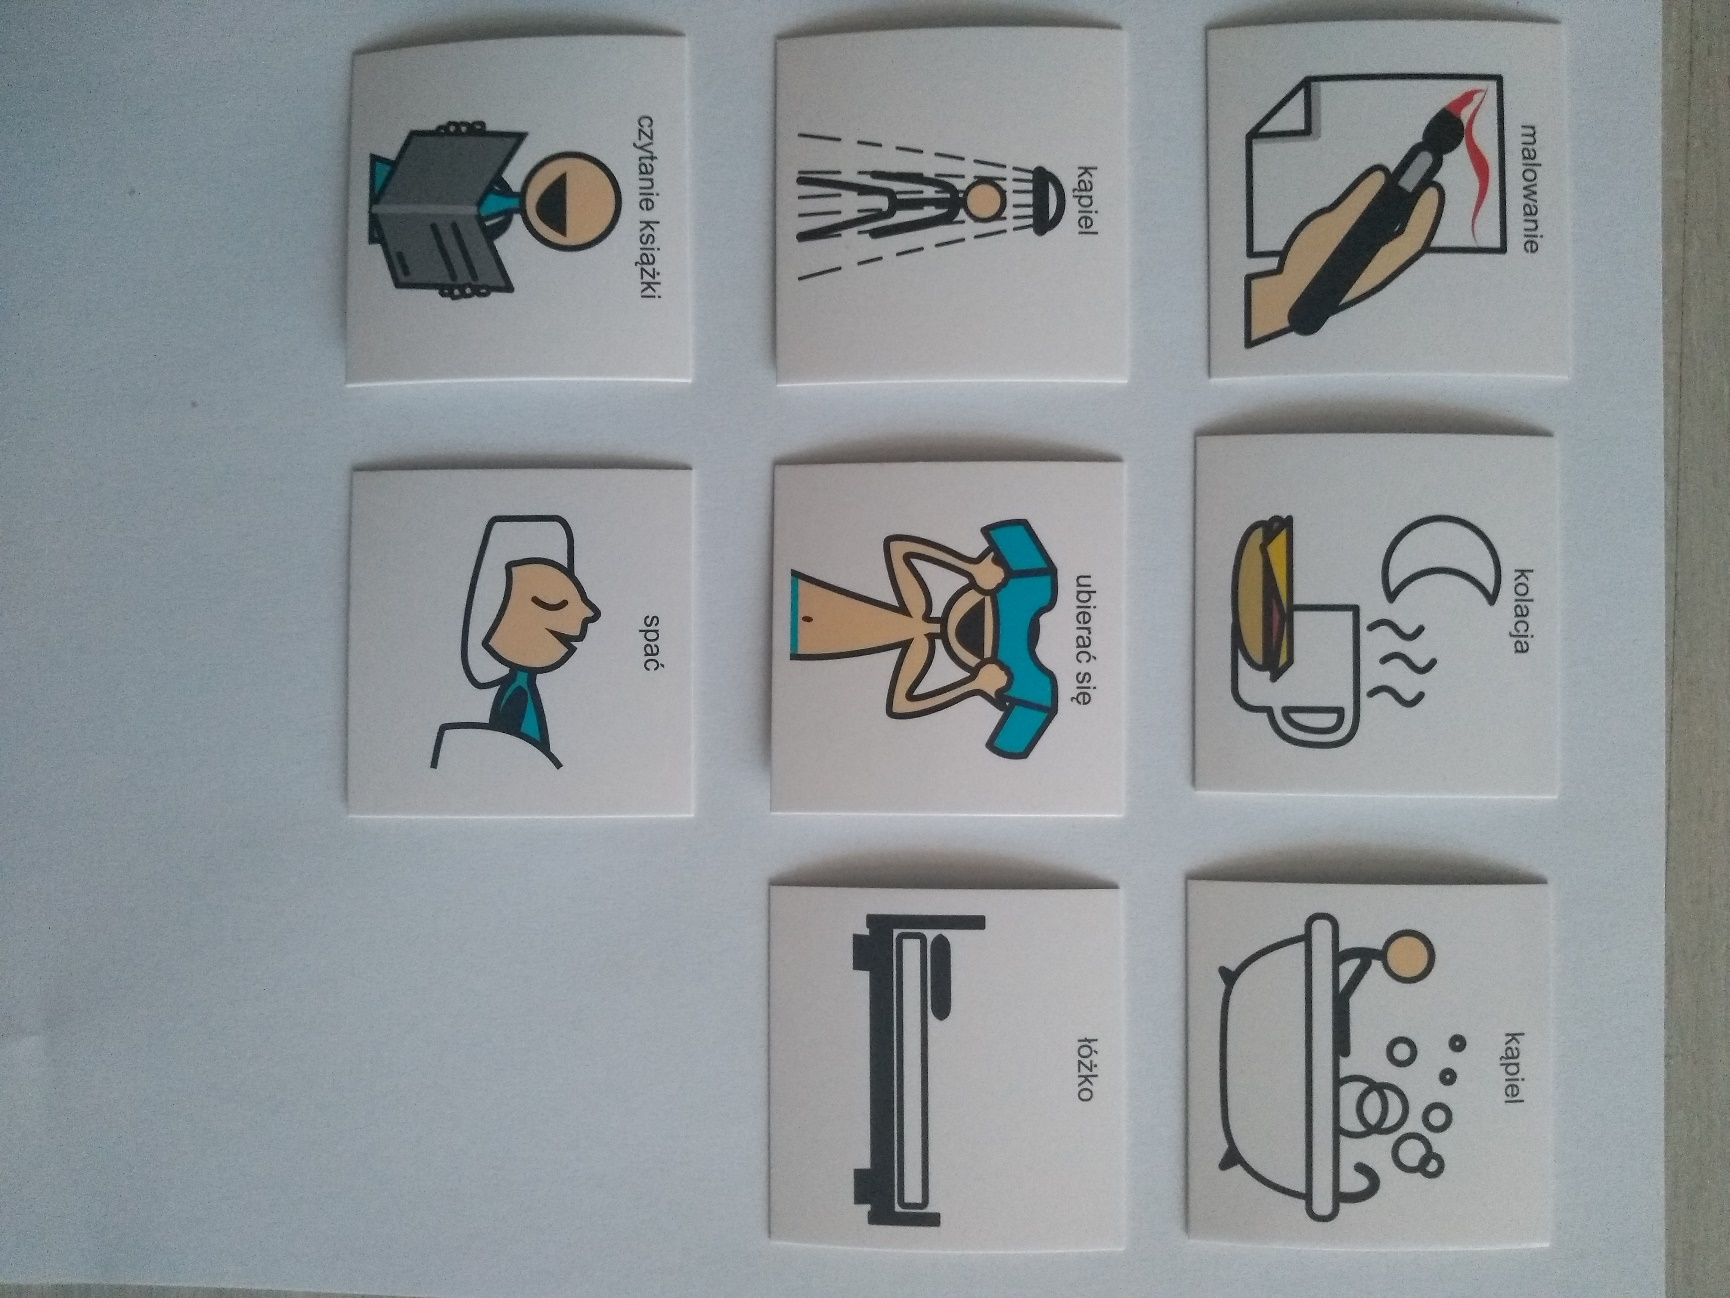 malowanie
kolacja
kąpiel
kąpiel
ubierać się
łóżko
czytanie książki
spać